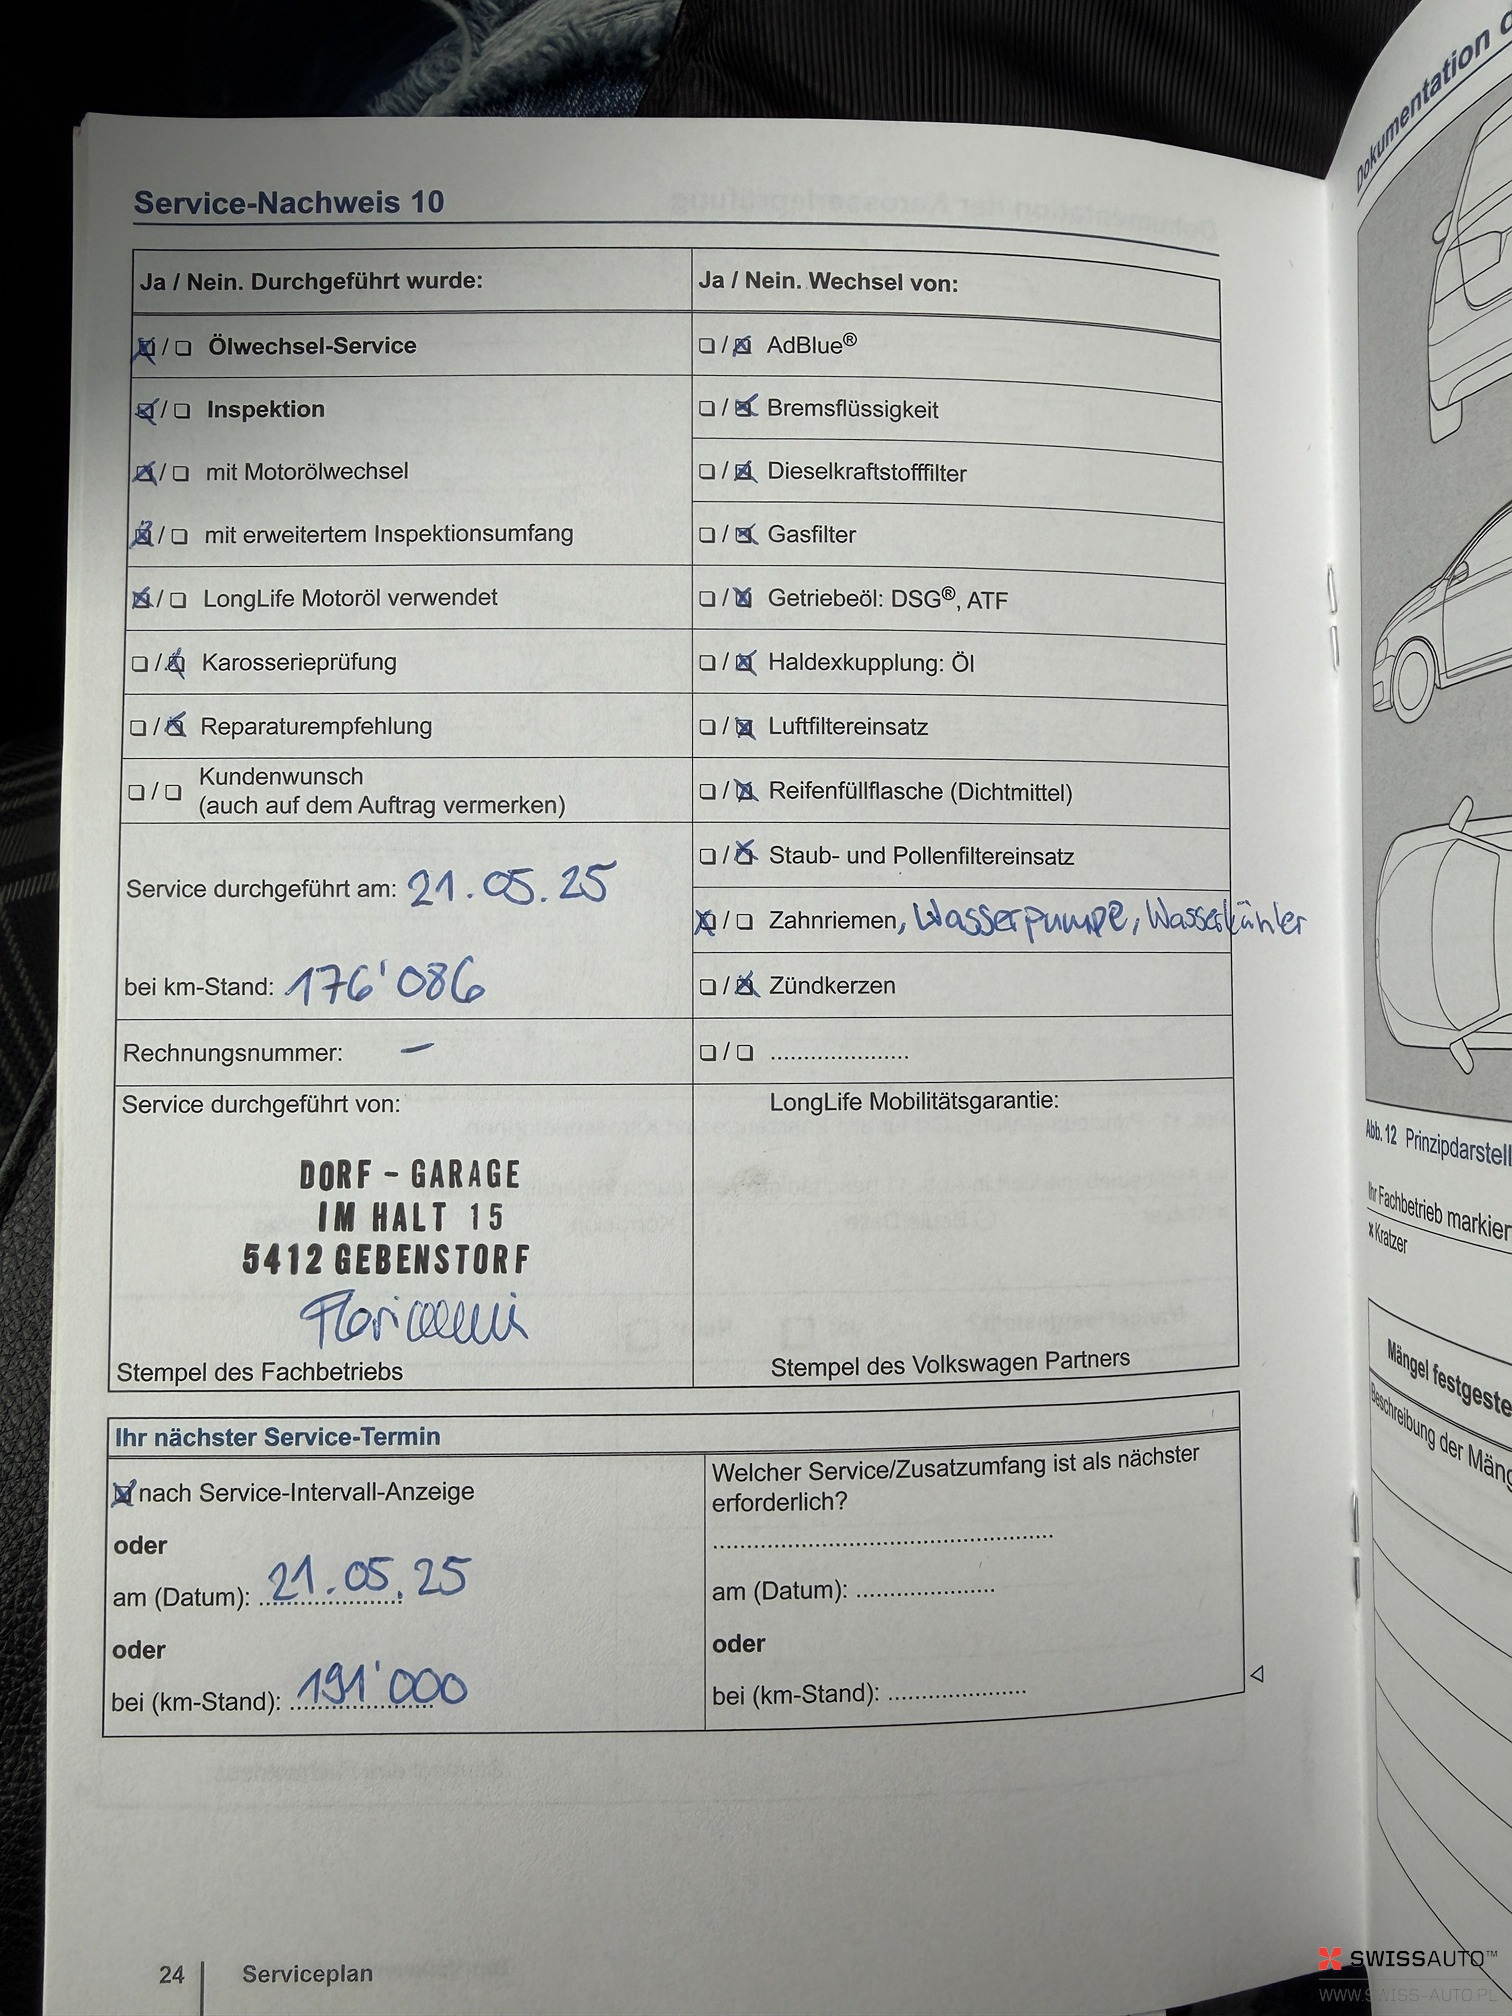 Service-Nachweis 10
Ja / Nein. Durchgeführt wurde:
☒ / ☐ Ölwechsel-Service
☒ / ☐ Inspektion
☒ / ☐ mit Motorölwechsel
☒ / ☐ mit erweitertem Inspektionsumfang
☒ / ☐ LongLife Motoröl verwendet
☐ / ☒ Karosserieprüfung
☐ / ☒ Reparaturempfehlung
☐ / ☐ Kundenwunsch
(auch auf dem Auftrag vermerken)
Service durchgeführt am: 21.05.25
bei km-Stand: 176'086
Rechnungsnummer: –
Service durchgeführt von:
DORF - GARAGE
IM HALT 15
5412 GEBENSTORF
Stempel des Fachbetriebs
Ja / Nein. Wechsel von:
☐ / ☒ AdBlue®
☐ / ☒ Bremsflüssigkeit
☐ / ☒ Dieselkraftstofffilter
☐ / ☒ Gasfilter
☐ / ☒ Getriebeöl: DSG®, ATF
☐ / ☒ Haldexkupplung: Öl
☐ / ☒ Luftfiltereinsatz
☐ / ☒ Reifenfüllflasche (Dichtmittel)
☐ / ☒ Staub- und Pollenfiltereinsatz
☒ / ☐ Zahnriemen, Wasserpumpe, Wasserkühler
☐ / ☒ Zündkerzen
☐ / ☐ .....................
LongLife Mobilitätsgarantie:
Stempel des Volkswagen Partners
Ihr nächster Service-Termin
☒ nach Service-Intervall-Anzeige
oder
am (Datum): 21.05.25
oder
bei (km-Stand): 191'000
Welcher Service/Zusatzumfang ist als nächster
erforderlich?
am (Datum): .....................
oder
bei (km-Stand): .....................
24 | Serviceplan
Dokumentation
Abb. 12 Prinzipdarstell
Ihr Fachbetrieb markier
× Kratzer
Mängel festgeste
Beschreibung der Mäng
SWISSAUTO™
WWW.SWISS-AUTO.PL